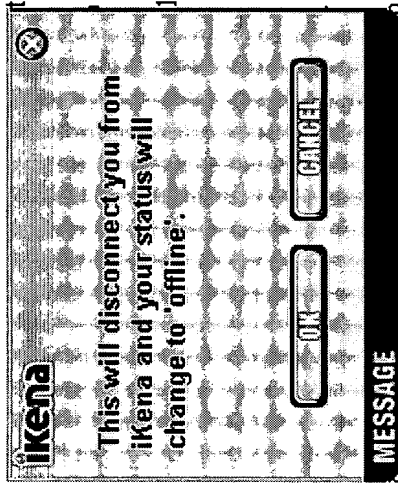 iKena
This will disconnect you from
iKena and your status will
change to 'offline'.
OK CANCEL
MESSAGE